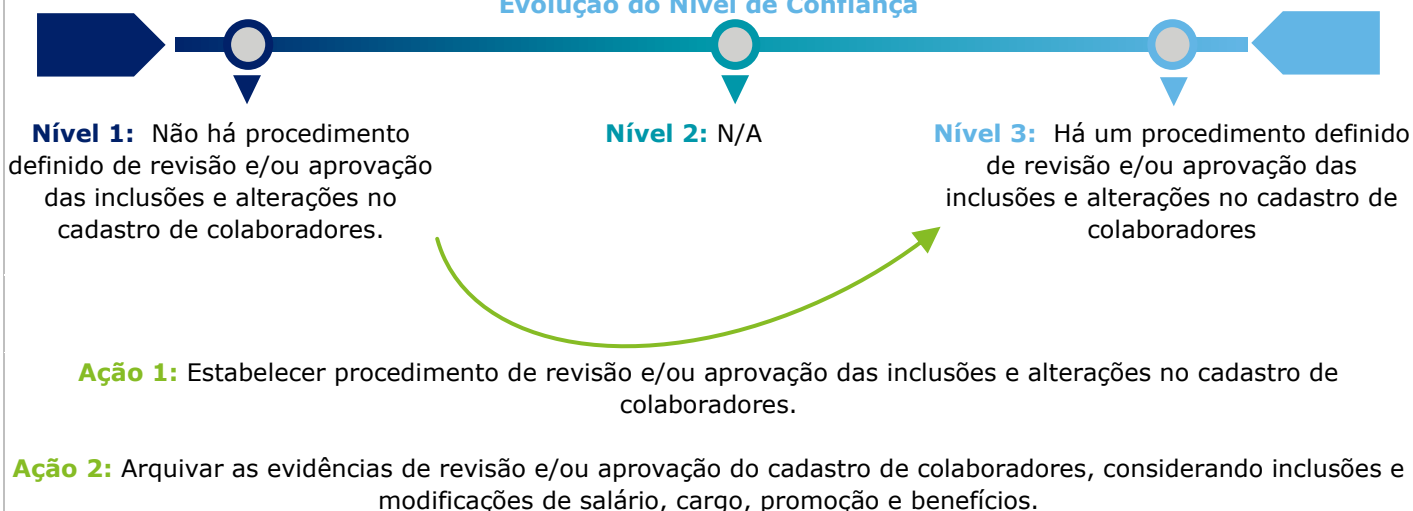 Evolução do Nível de Confiança
Nível 1: Não há procedimento
definido de revisão e/ou aprovação
das inclusões e alterações no
cadastro de colaboradores.
Nível 2: N/A
Nível 3: Há um procedimento definido
de revisão e/ou aprovação das
inclusões e alterações no cadastro de
colaboradores
Ação 1: Estabelecer procedimento de revisão e/ou aprovação das inclusões e alterações no cadastro de
colaboradores.
Ação 2: Arquivar as evidências de revisão e/ou aprovação do cadastro de colaboradores, considerando inclusões e
modificações de salário, cargo, promoção e benefícios.